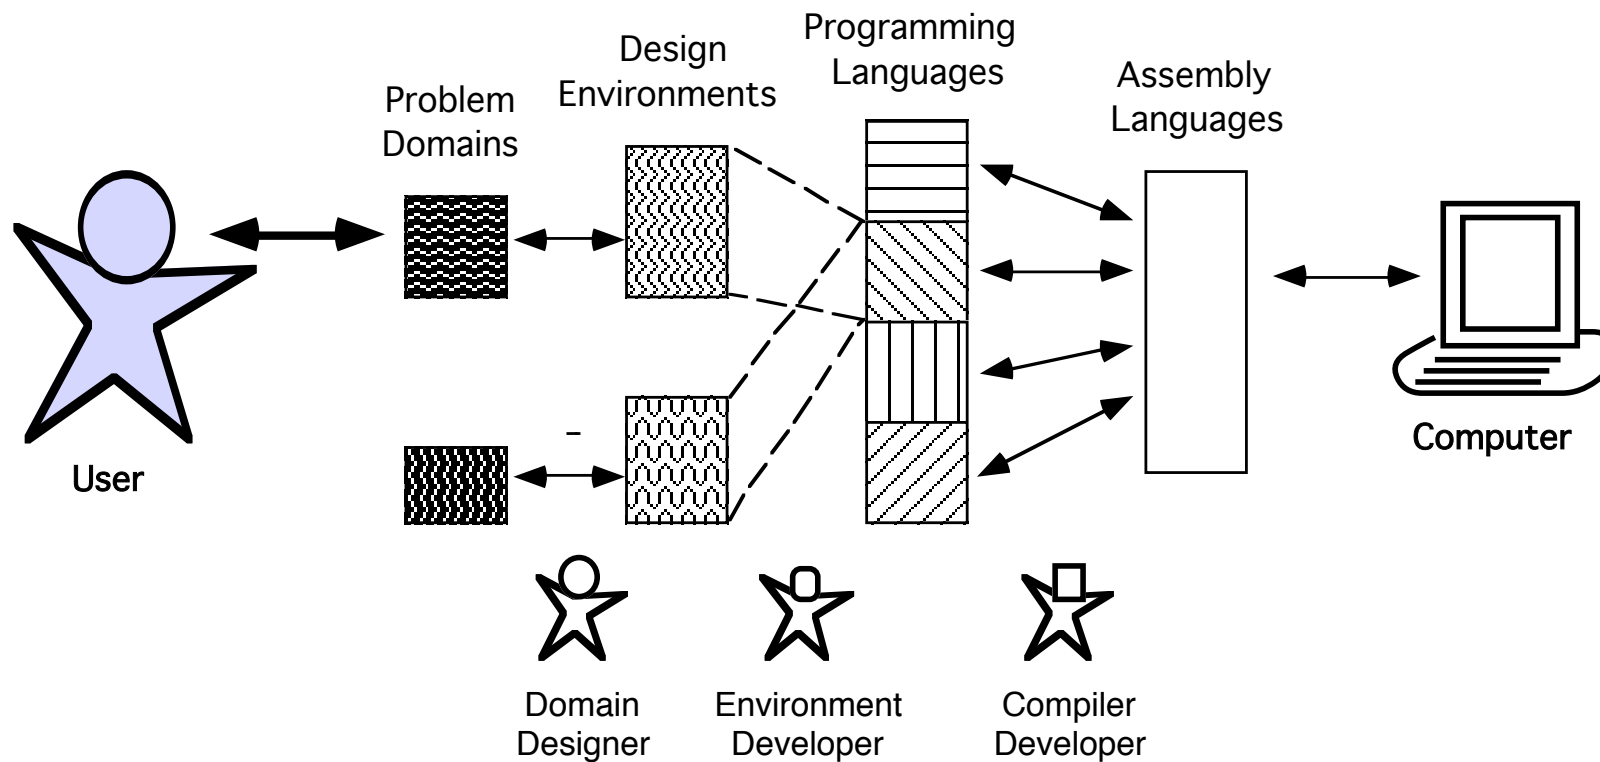 Programming
Languages
Design
Environments
Assembly
Languages
Problem
Domains
User
Computer
Domain
Designer
Environment
Developer
Compiler
Developer